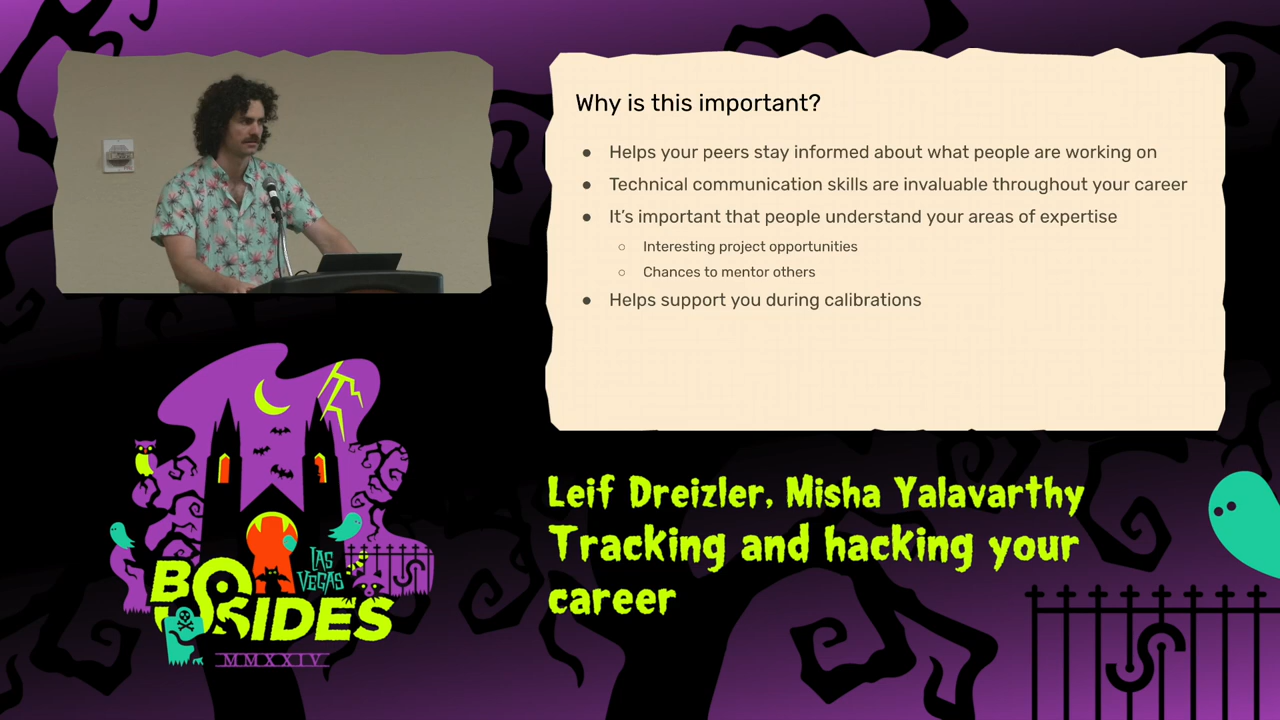 Why is this important?
● Helps your peers stay informed about what people are working on
● Technical communication skills are invaluable throughout your career
● It's important that people understand your areas of expertise
○ Interesting project opportunities
○ Chances to mentor others
● Helps support you during calibrations
Leif Dreizler, Misha Yalavarthy
Tracking and hacking your
career
LAS
VEGAS
BSIDES
MMXXIV